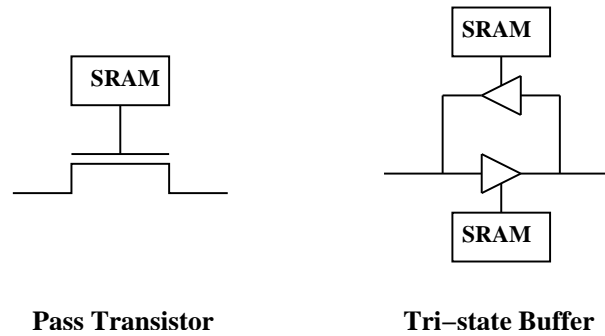 SRAM
SRAM
SRAM
Pass Transistor
Tri−state Buffer